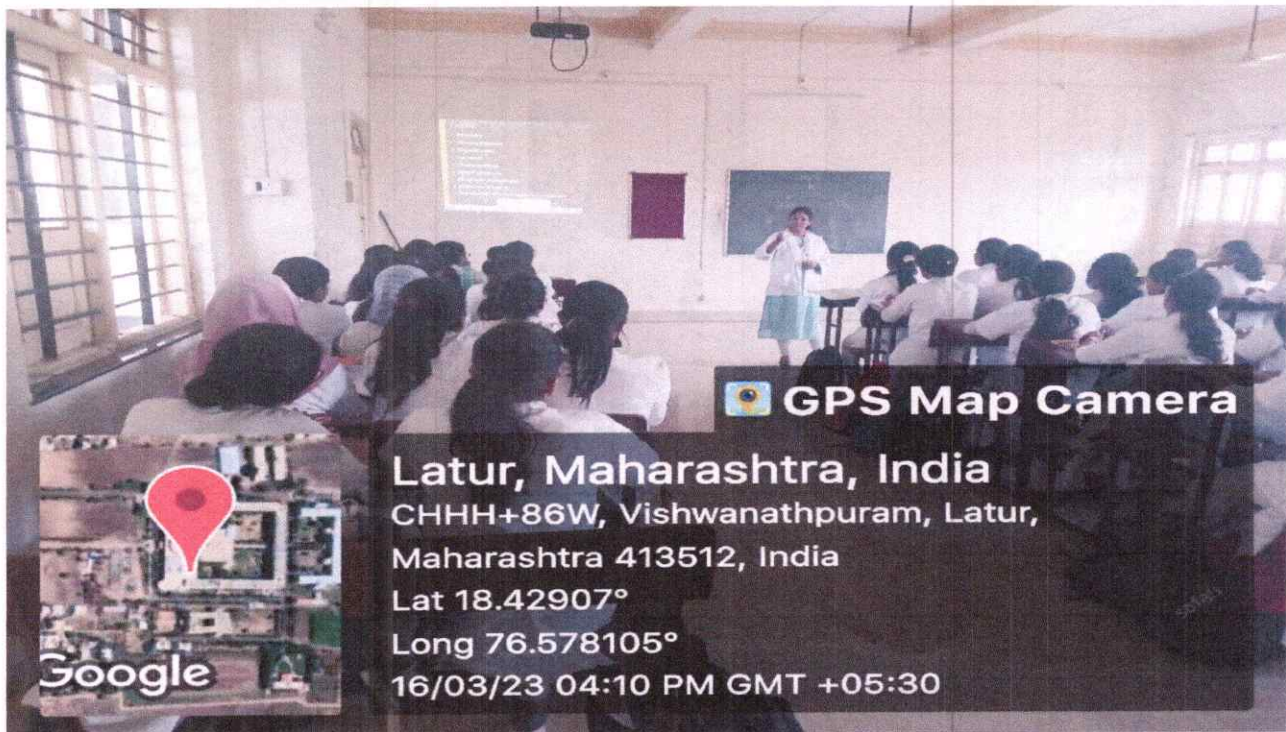 GPS Map Camera
Latur, Maharashtra, India
CHHH+86W, Vishwanathpuram, Latur,
Maharashtra 413512, India
Lat 18.42907°
Long 76.578105°
16/03/23 04:10 PM GMT +05:30
Google